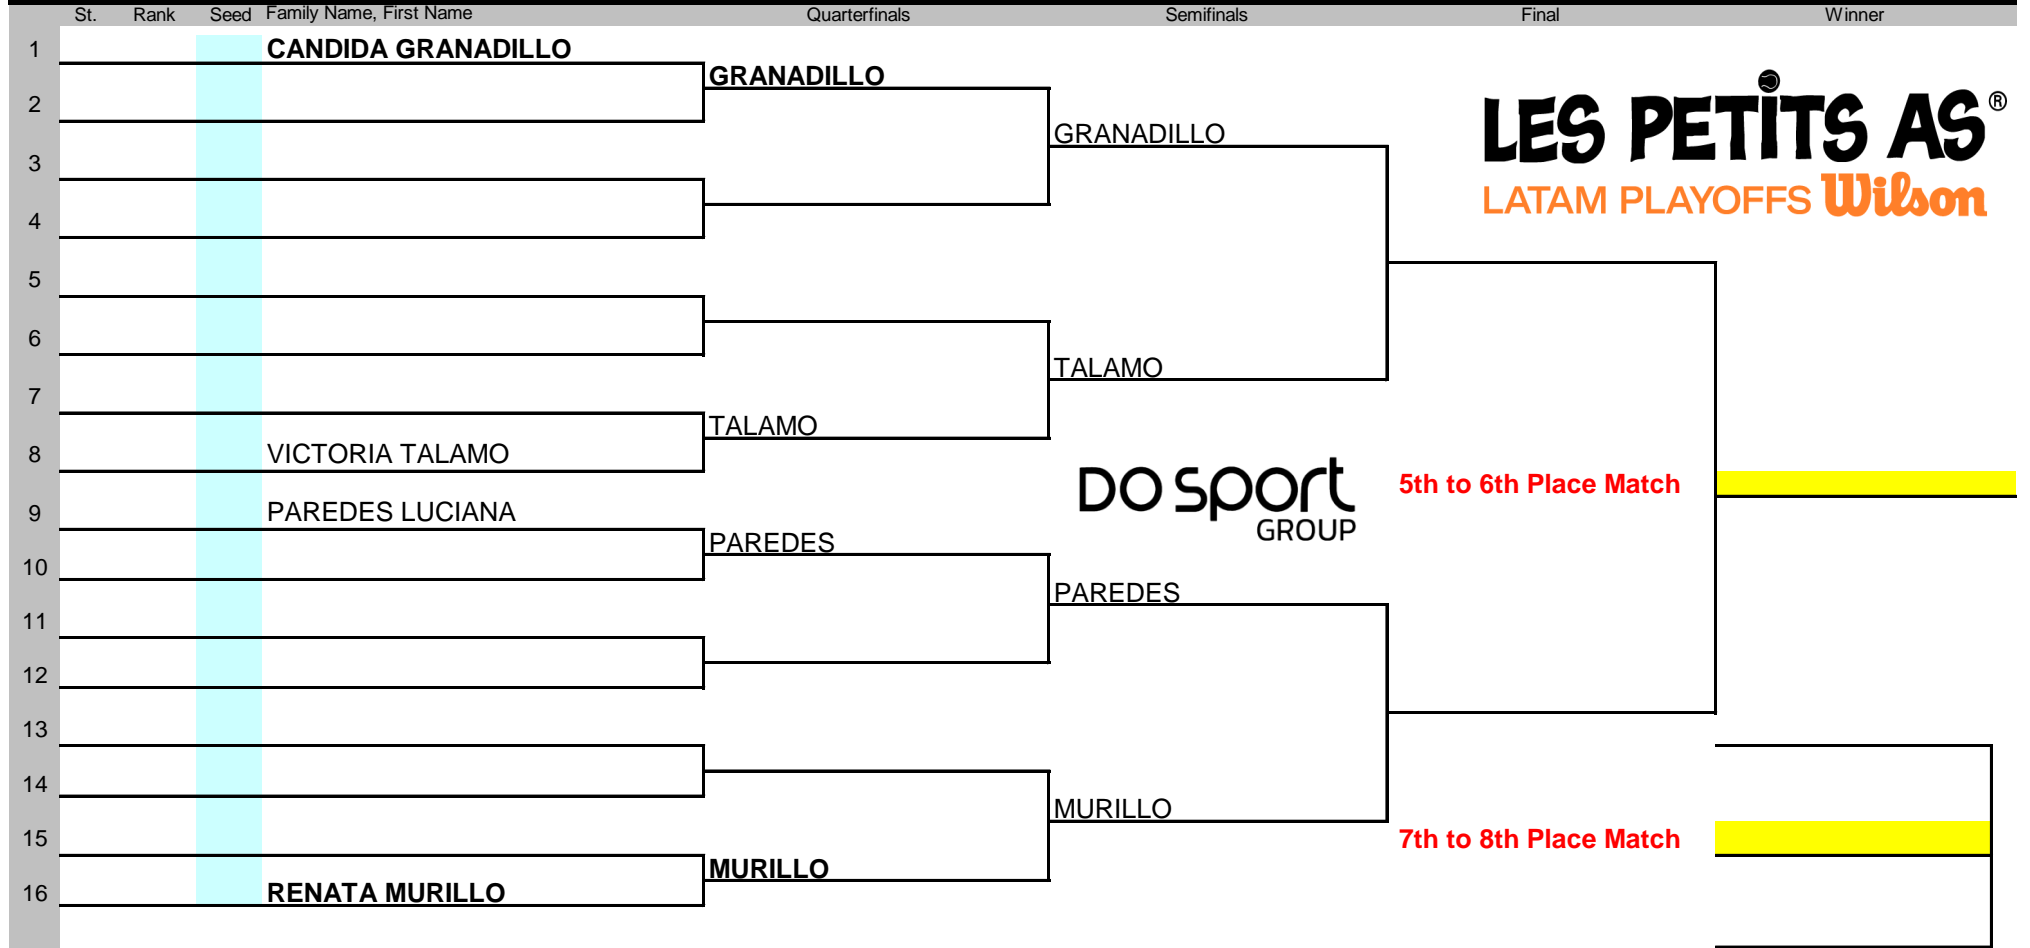 St. Rank Seed Family Name, First Name Quarterfinals Semifinals Final Winner
1 CANDIDA GRANADILLO
GRANADILLO
2
LES PETITS AS®
GRANADILLO
3
LATAM PLAYOFFS Wilson
4
5
6
TALAMO
7
TALAMO
8 VICTORIA TALAMO
DO SPORT
GROUP
5th to 6th Place Match
9 PAREDES LUCIANA
PAREDES
10
PAREDES
11
12
13
14
MURILLO
15
7th to 8th Place Match
MURILLO
16 RENATA MURILLO